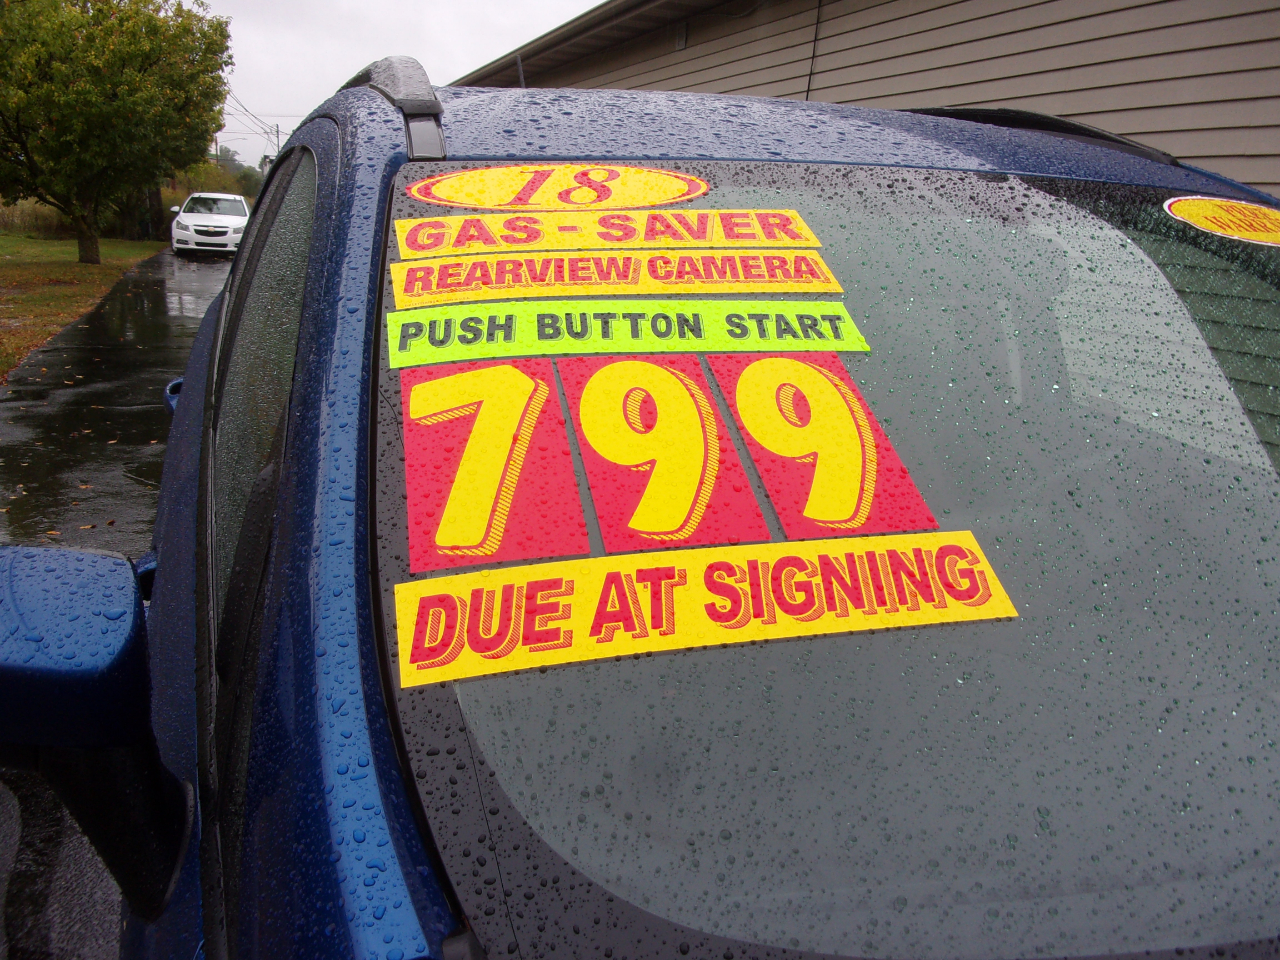 18
GAS-SAVER
REARVIEW CAMERA
PUSH BUTTON START
799
DUE AT SIGNING